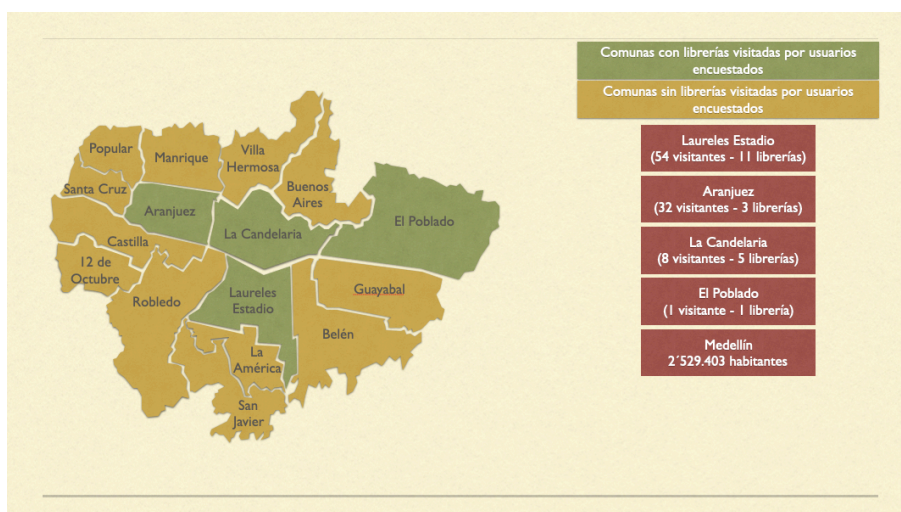 Comunas con librerías visitadas por usuarios
encuestados
Comunas sin librerías visitadas por usuarios
encuestados
Laureles Estadio
(54 visitantes - 11 librerías)
Aranjuez
(32 visitantes - 3 librerías)
La Candelaria
(8 visitantes - 5 librerías)
El Poblado
(1 visitante - 1 librería)
Medellín
2´529.403 habitantes
Popular
Manrique
Villa
Hermosa
Santa Cruz
Buenos
Aires
Aranjuez
El Poblado
La Candelaria
Castilla
12 de
Octubre
Robledo
Laureles
Estadio
Guayabal
Belén
La
América
San
Javier